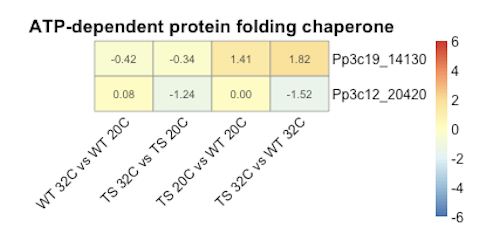 ATP-dependent protein folding chaperone
-0.42 -0.34 1.41 1.82 Pp3c19_14130
0.08 -1.24 0.00 -1.52 Pp3c12_20420
WT 32C vs WT 20C
TS 32C vs TS 20C
TS 20C vs WT 20C
TS 32C vs WT 32C
6
4
2
0
-2
-4
-6